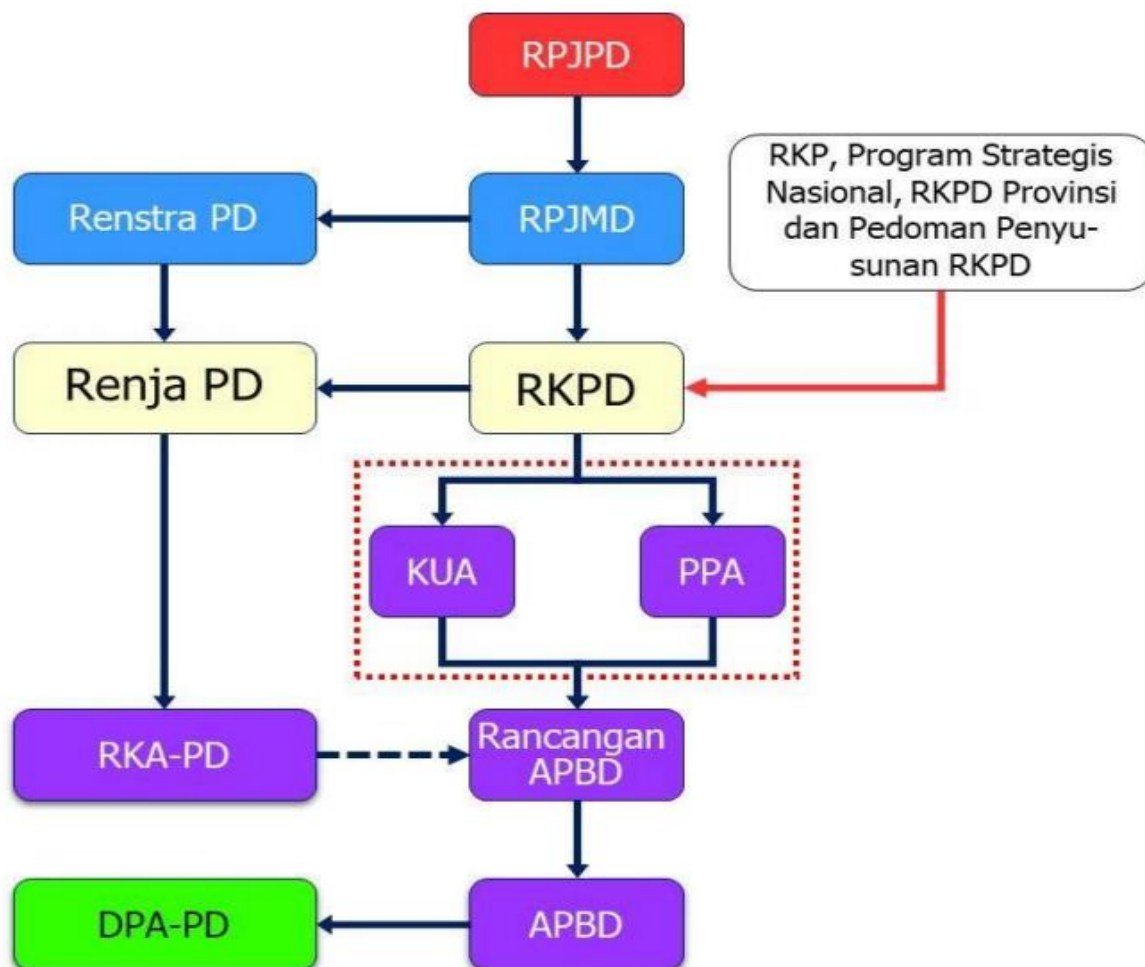 RPJPD
RKP, Program Strategis
Nasional, RKPD Provinsi
dan Pedoman Penyu-
sunan RKPD
Renstra PD
RPJMD
Renja PD
RKPD
KUA
PPA
RKA-PD
Rancangan
APBD
DPA-PD
APBD